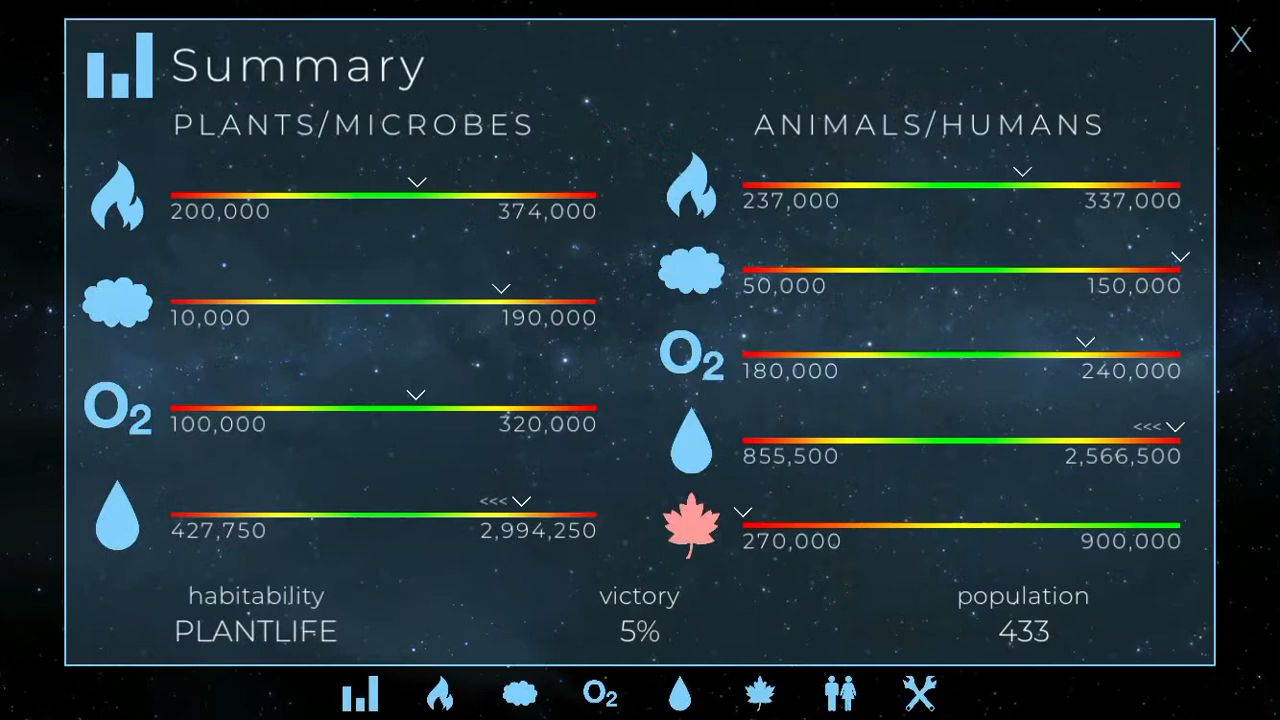 Summary
X
PLANTS/MICROBES
200,000 374,000
10,000 190,000
O2
100,000 320,000
<<<
427,750 2,994,250
ANIMALS/HUMANS
237,000 337,000
50,000 150,000
O2
180,000 240,000
<<<
855,500 2,566,500
270,000 900,000
habitability victory population
PLANTLIFE 5% 433
O2